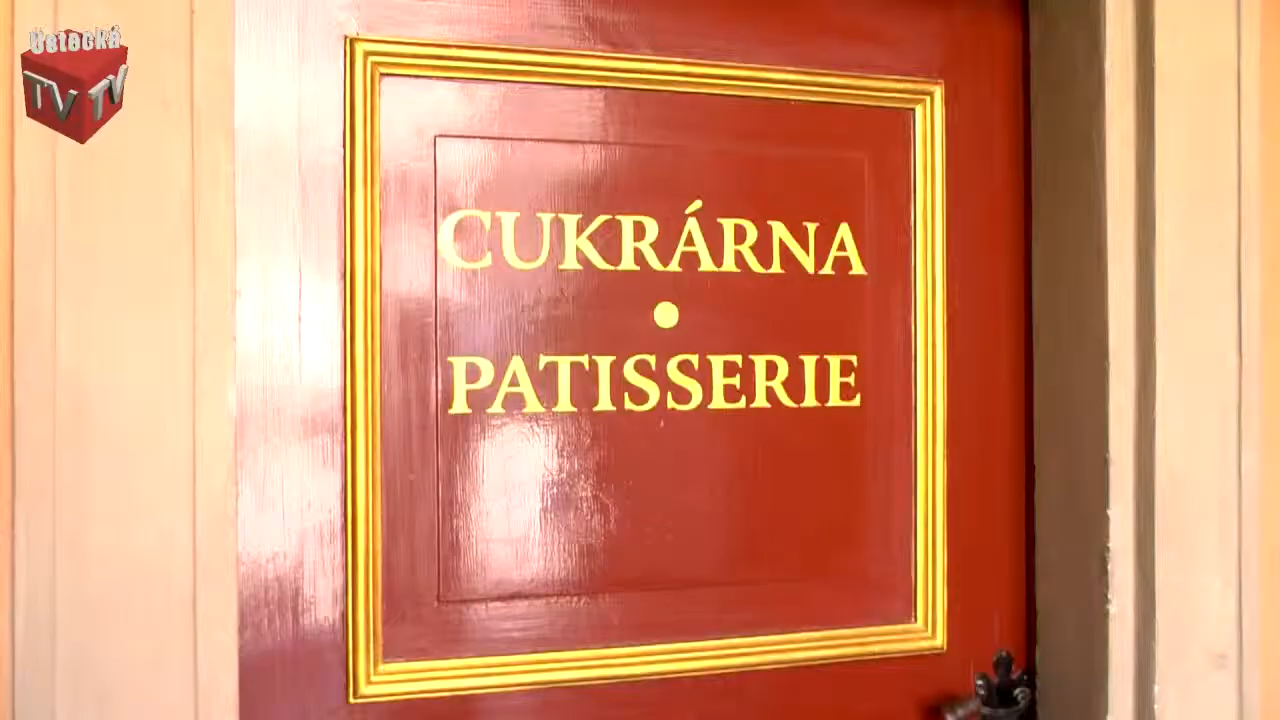 Ústecká
TV TV
CUKRÁRNA
•
PATISSERIE